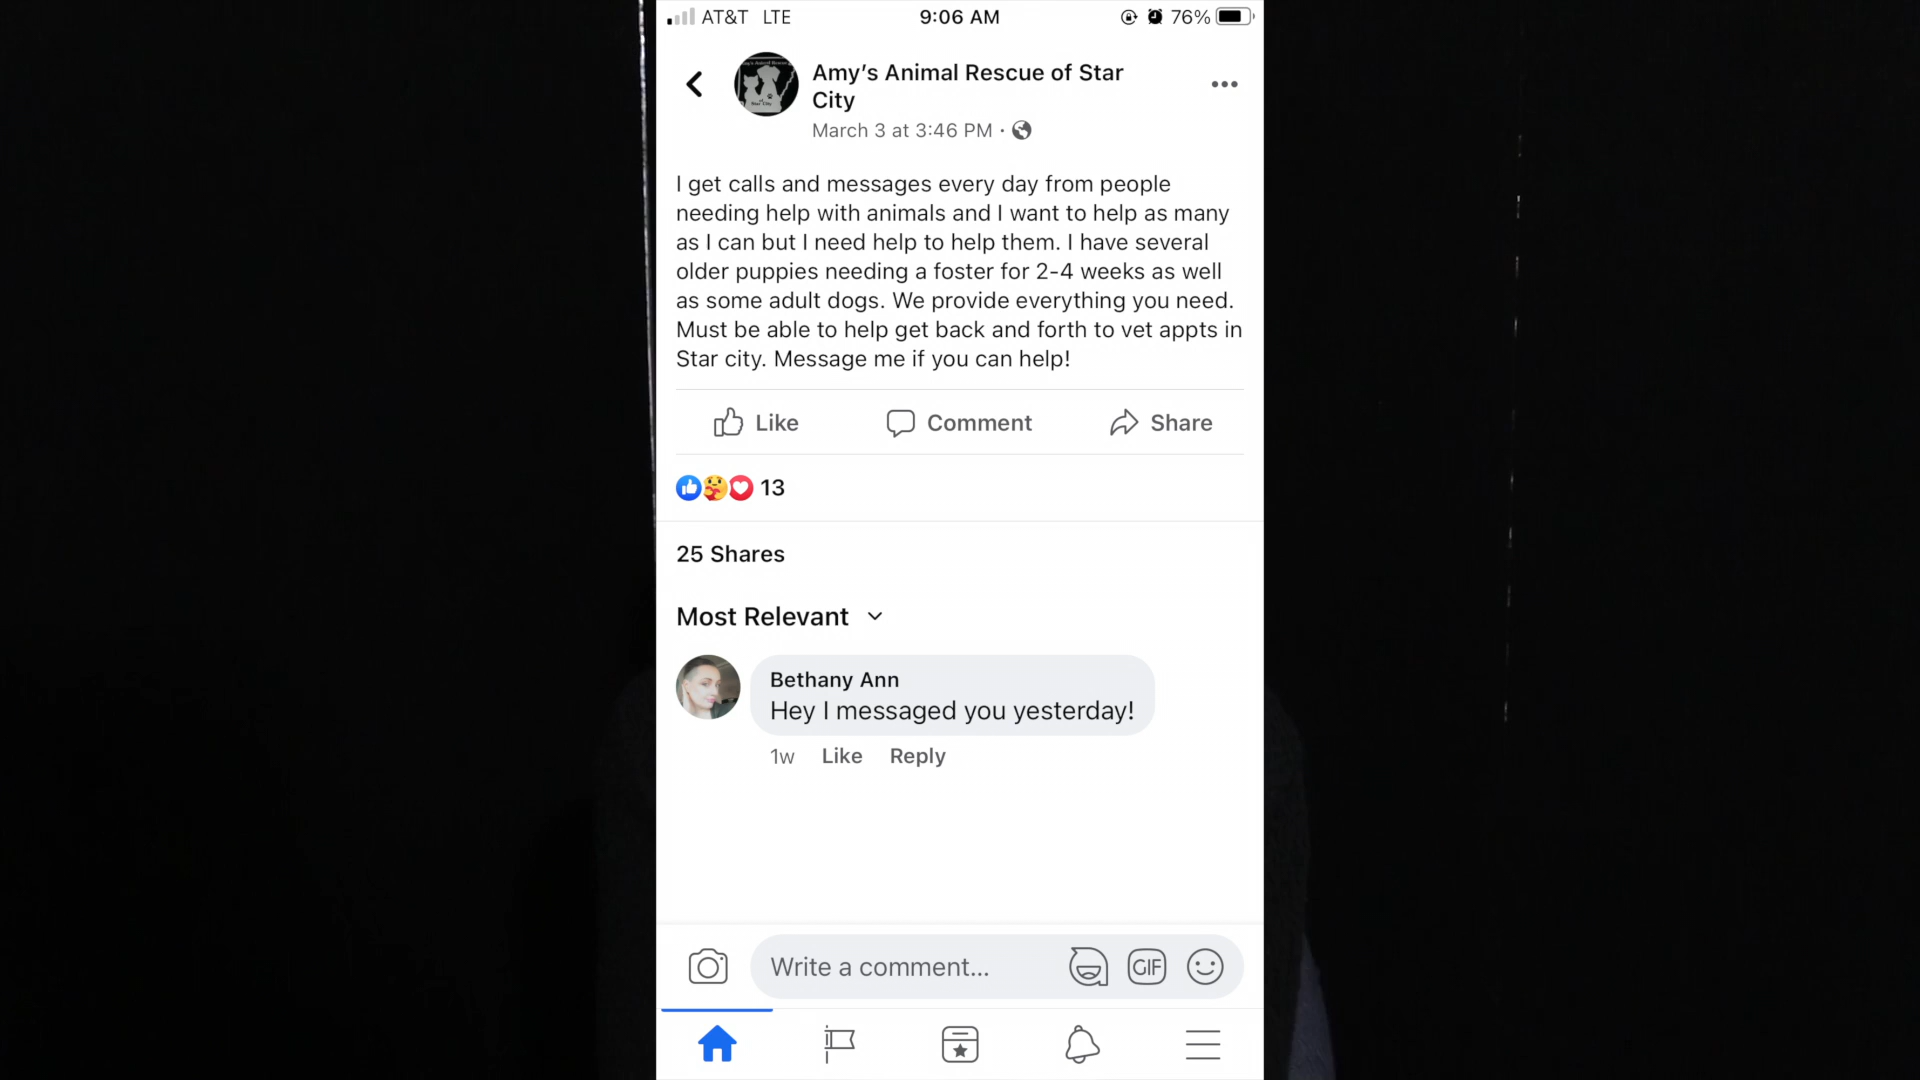 AT&T LTE 9:06 AM 76%
Amy's Animal Rescue of Star
City
March 3 at 3:46 PM ·
I get calls and messages every day from people
needing help with animals and I want to help as many
as I can but I need help to help them. I have several
older puppies needing a foster for 2-4 weeks as well
as some adult dogs. We provide everything you need.
Must be able to help get back and forth to vet appts in
Star city. Message me if you can help!
Like Comment Share
13
25 Shares
Most Relevant
Bethany Ann
Hey I messaged you yesterday!
1w Like Reply
Write a comment... GIF